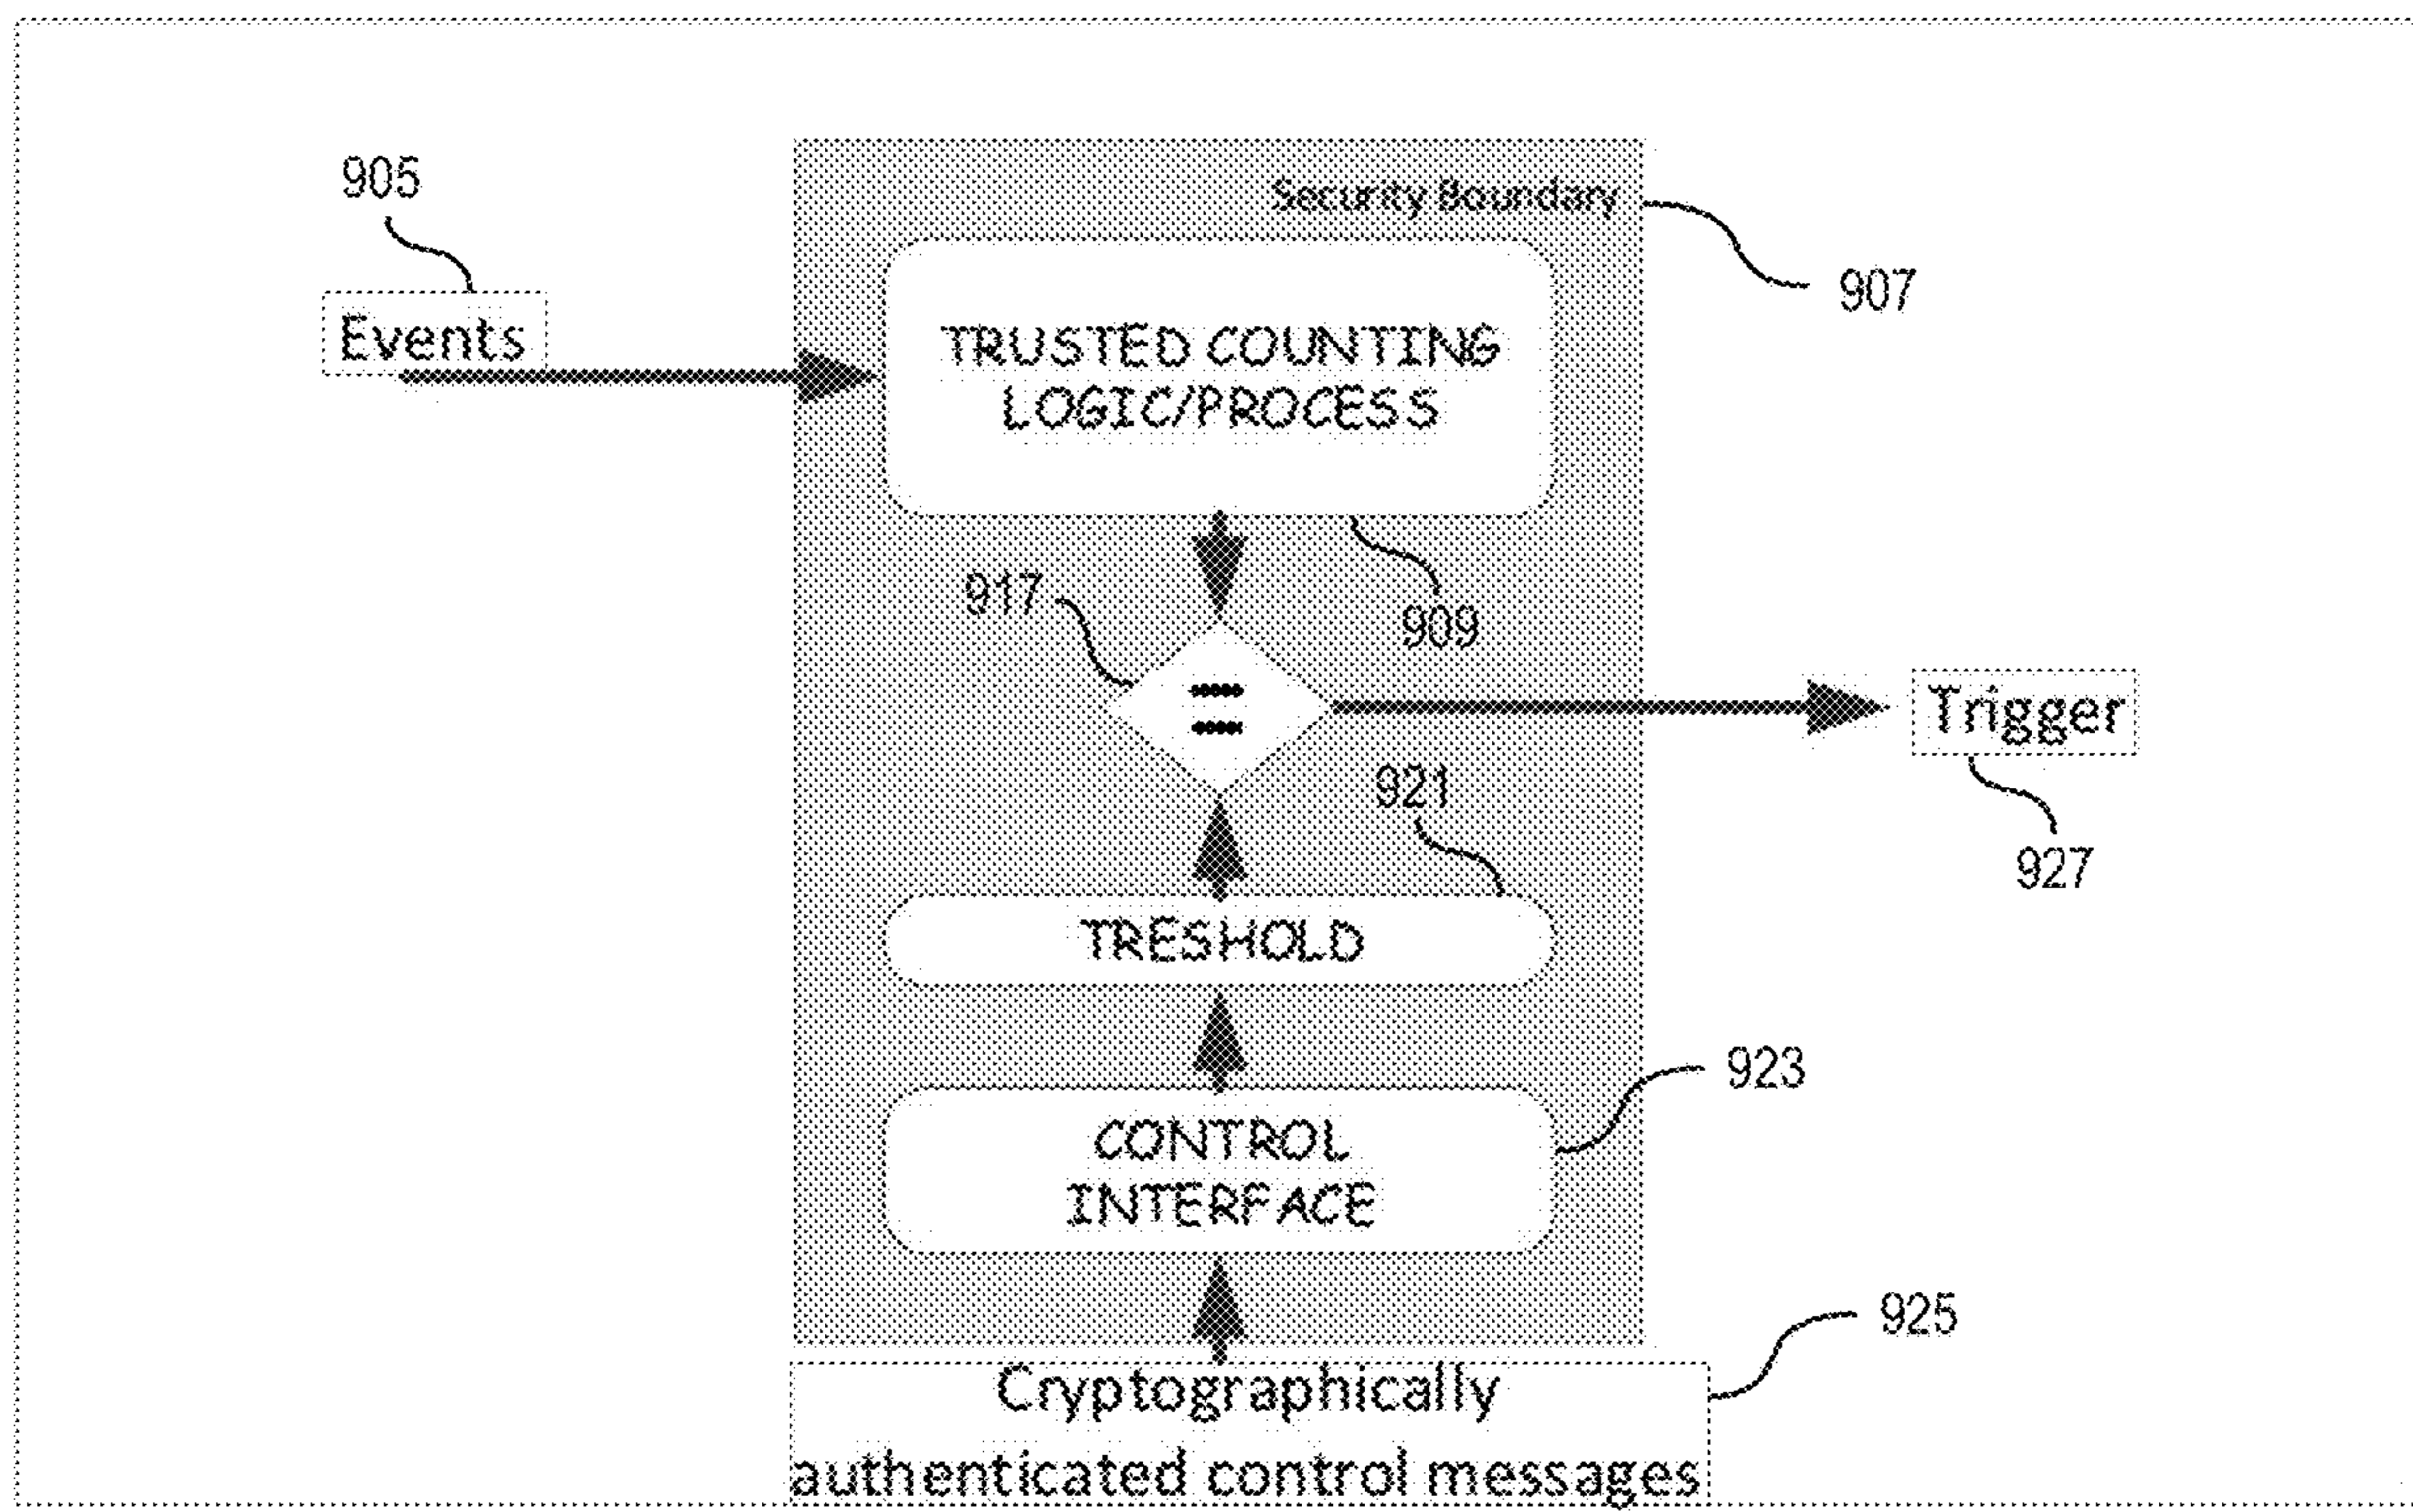 905
Security Boundary
907
Events
TRUSTED COUNTING
LOGIC/PROCESS
917
909
=
Trigger
921
927
TRESHOLD
923
CONTROL
INTERFACE
925
Cryptographically
authenticated control messages